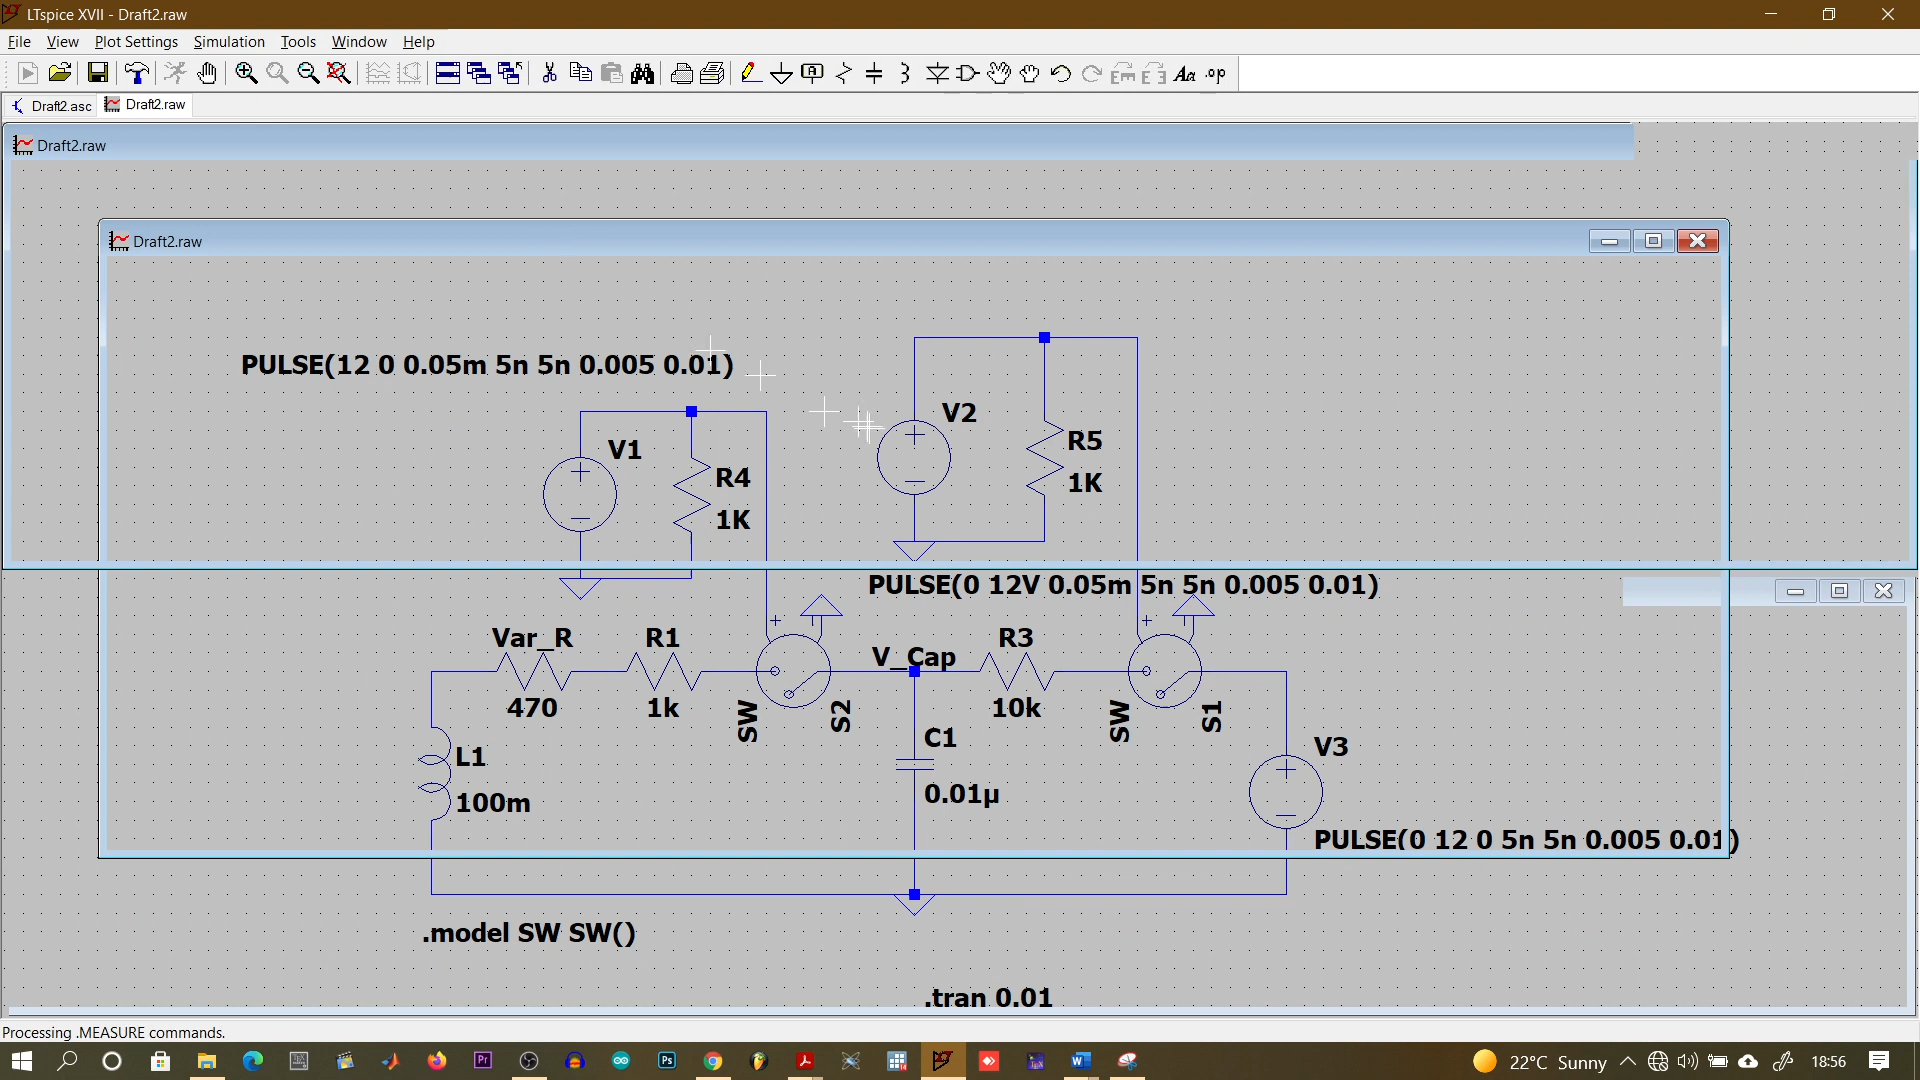 LTspice XVII - Draft2.raw
File View Plot Settings Simulation Tools Window Help
Draft2.asc Draft2.raw
Draft2.raw
Draft2.raw
PULSE(12 0 0.05m 5n 5n 0.005 0.01)
V1
R4
1K
V2
R5
1K
PULSE(0 12V 0.05m 5n 5n 0.005 0.01)
Var_R
470
R1
1k
SW
S2
V_Cap
R3
10k
SW
S1
L1
100m
C1
0.01µ
V3
PULSE(0 12 0 5n 5n 0.005 0.01)
.model SW SW()
.tran 0.01
Processing .MEASURE commands.
22°C Sunny 18:56